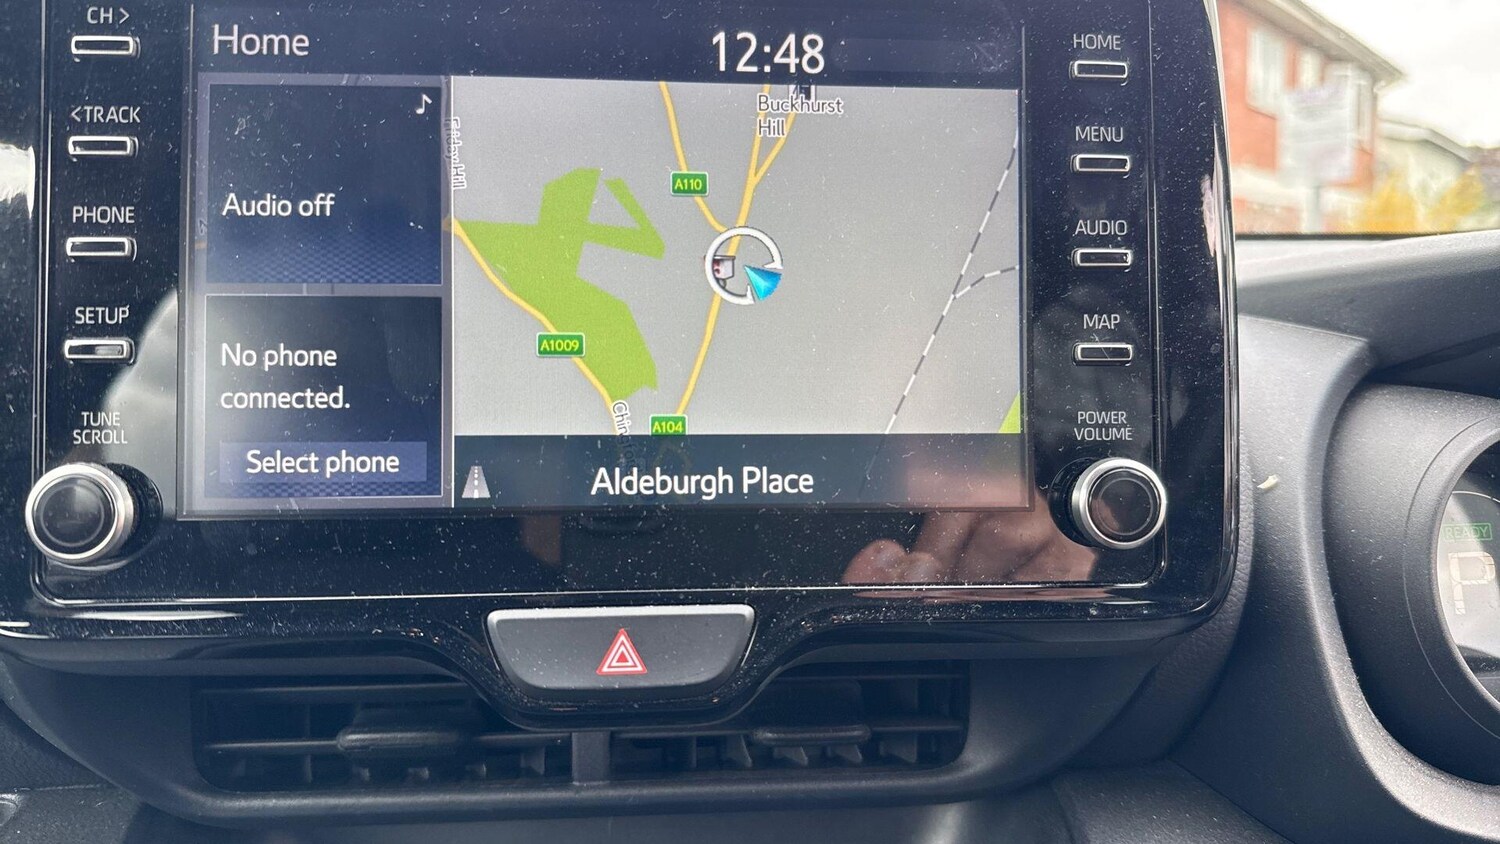 CH >
<TRACK
PHONE
SETUP
TUNE
SCROLL
Home
12:48
Audio off
No phone
connected.
Select phone
Buckhurst
Hill
A110
A1009
A104
Aldeburgh Place
HOME
MENU
AUDIO
MAP
POWER
VOLUME
READY
P